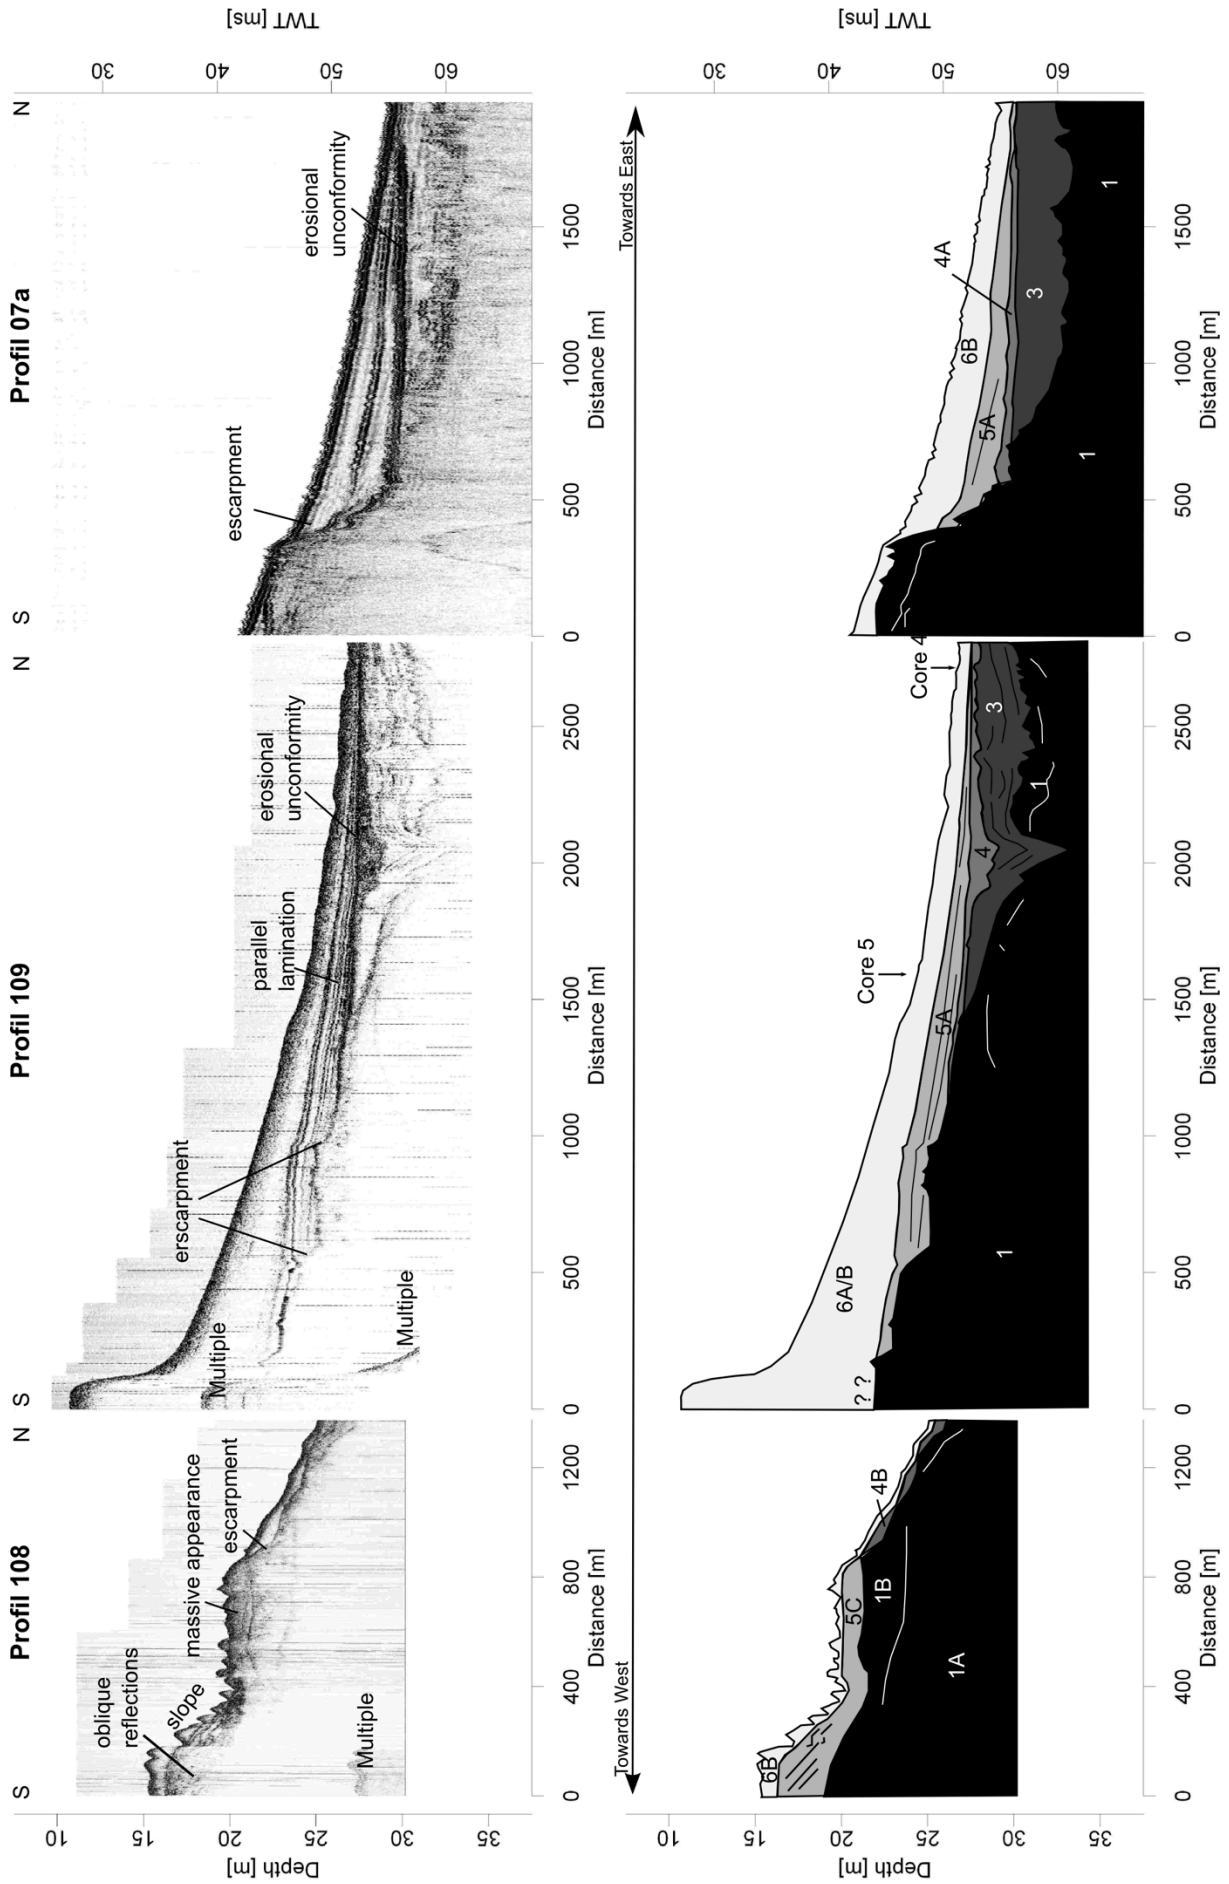 Profil 108
Profil 109
Profil 07a
S
N
S
N
S
N
Depth [m]
10
15
20
25
30
35
oblique
reflections
slope
massive appearance
escarpment
Multiple
0
400
800
1200
Distance [m]
erscarpment
parallel
lamination
erosional
unconformity
Multiple
Multiple
0
500
1000
1500
2000
2500
Distance [m]
escarpment
erosional
unconformity
0
500
1000
1500
Distance [m]
TWT [ms]
30
40
50
60
Towards West
Towards East
Depth [m]
10
15
20
25
30
35
6B
5C
1B
4B
1A
0
400
800
1200
Distance [m]
? ?
6A/B
Core 5
Core 4
5A
4
3
1
1
0
500
1000
1500
2000
2500
Distance [m]
6B
4A
5A
3
1
1
0
500
1000
1500
Distance [m]
TWT [ms]
30
40
50
60